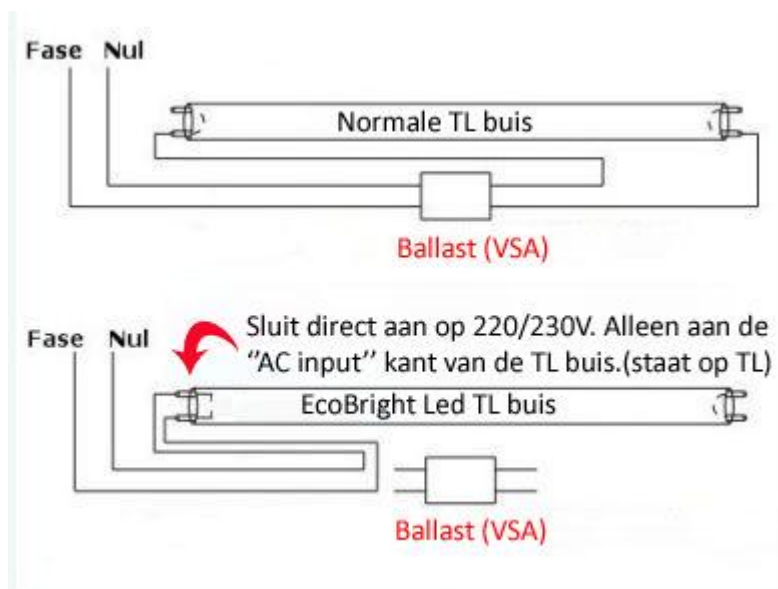 Fase Nul
Normale TL buis
Ballast (VSA)
Sluit direct aan op 220/230V. Alleen aan de
Fase Nul
‘’AC input’’ kant van de TL buis.(staat op TL)
EcoBright Led TL buis
Ballast (VSA)